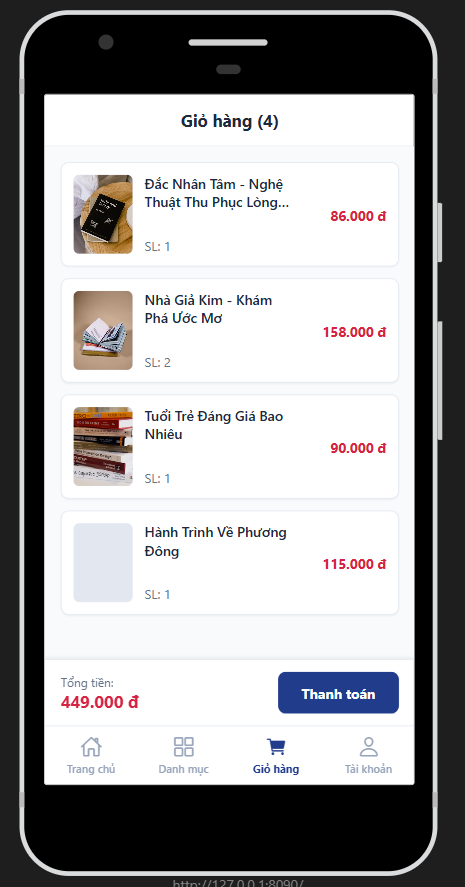 Giỏ hàng (4)
Đắc Nhân Tâm - Nghệ
Thuật Thu Phục Lòng...
86.000 đ
SL: 1
Nhà Giả Kim - Khám
Phá Ước Mơ
158.000 đ
SL: 2
Tuổi Trẻ Đáng Giá Bao
Nhiêu
90.000 đ
SL: 1
Hành Trình Về Phương
Đông
115.000 đ
SL: 1
Tổng tiền:
449.000 đ
Thanh toán
Trang chủ
Danh mục
Giỏ hàng
Tài khoản
http://127.0.0.1:8090/